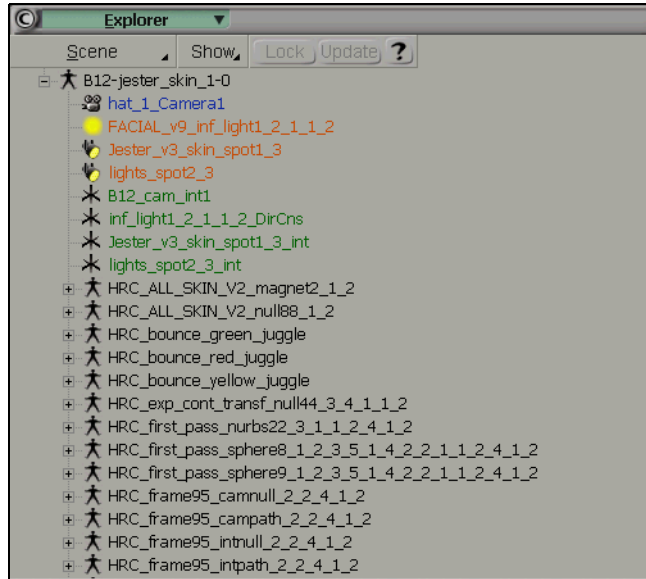 © Explorer
Scene Show Lock Update ?
B12-jester_skin_1-0
hat_1_Camera1
FACIAL_v9_inf_light1_2_1_1_2
Jester_v3_skin_spot1_3
lights_spot2_3
B12_cam_int1
inf_light1_2_1_1_2_DirCns
Jester_v3_skin_spot1_3_int
lights_spot2_3_int
HRC_ALL_SKIN_V2_magnet2_1_2
HRC_ALL_SKIN_V2_null88_1_2
HRC_bounce_green_juggle
HRC_bounce_red_juggle
HRC_bounce_yellow_juggle
HRC_exp_cont_transf_null44_3_4_1_1_2
HRC_first_pass_nurbs22_3_1_1_2_4_1_2
HRC_first_pass_sphere8_1_2_3_5_1_4_2_2_1_1_2_4_1_2
HRC_first_pass_sphere9_1_2_3_5_1_4_2_2_1_1_2_4_1_2
HRC_frame95_camnull_2_2_4_1_2
HRC_frame95_campath_2_2_4_1_2
HRC_frame95_intnull_2_2_4_1_2
HRC_frame95_intpath_2_2_4_1_2